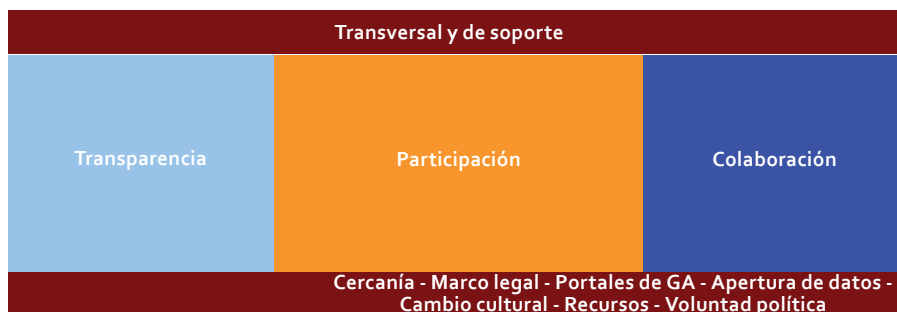 Transversal y de soporte
Transparencia
Participación
Colaboración
Cercanía - Marco legal - Portales de GA - Apertura de datos -
Cambio cultural - Recursos - Voluntad política